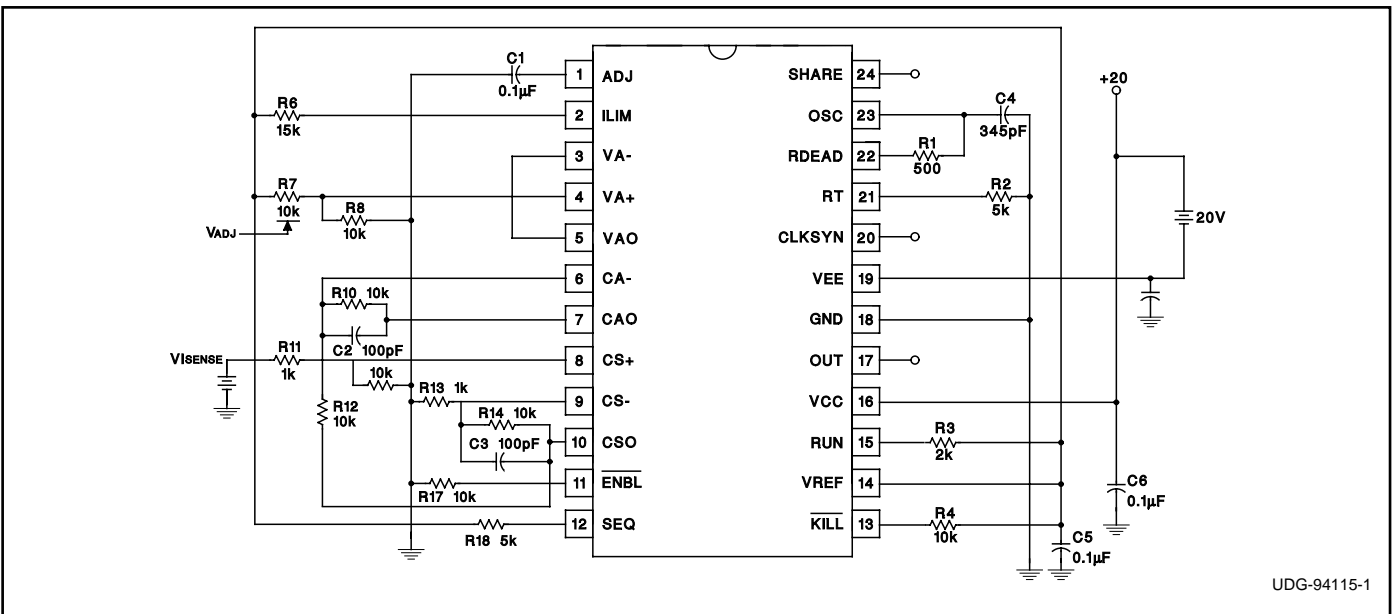 C1
0.1µF
1 ADJ
SHARE 24
+20
R6
15k
2 ILIM
OSC 23
C4
345pF
3 VA-
RDEAD 22
R1
500
R7
10k
4 VA+
RT 21
R2
5k
R8
10k
VADJ
5 VAO
CLKSYN 20
20V
6 CA-
VEE 19
R10 10k
7 CAO
GND 18
C2 100pF
VISENSE
R11
1k
8 CS+
OUT 17
10k
R13 1k
9 CS-
VCC 16
R12
10k
R14 10k
C3 100pF
10 CSO
RUN 15
R3
2k
11 ENBL
VREF 14
R17 10k
C6
0.1µF
12 SEQ
KILL 13
R4
10k
R18 5k
C5
0.1µF
UDG-94115-1